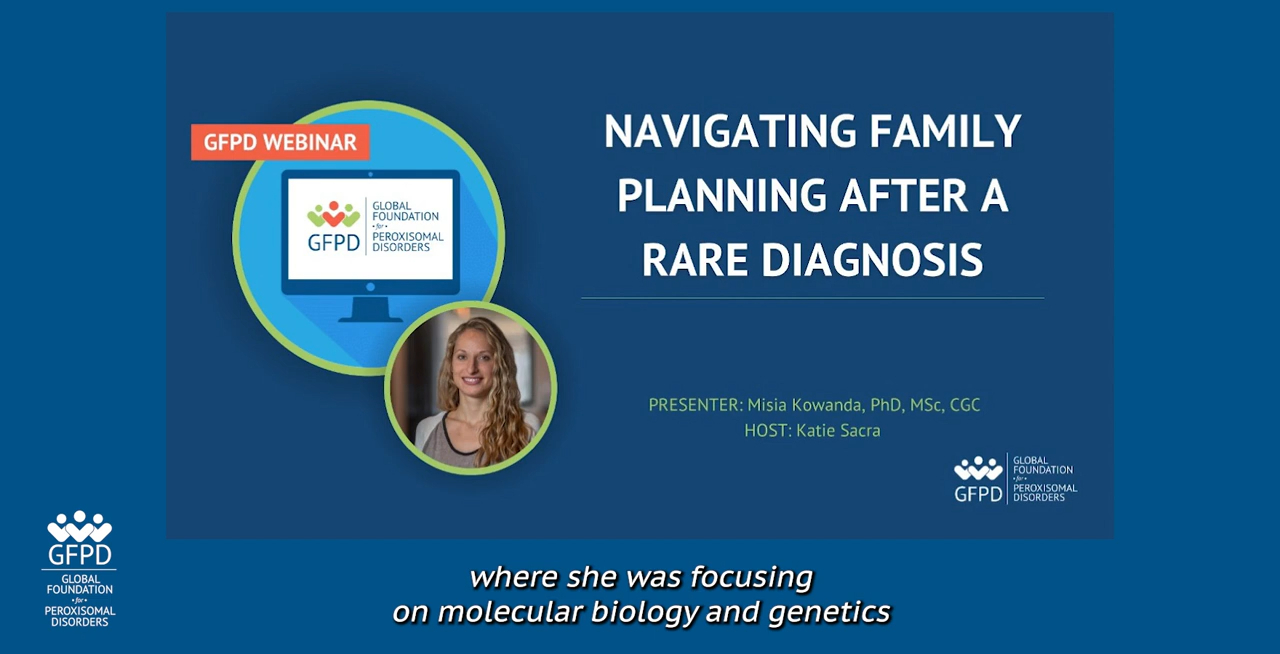 GFPD WEBINAR
GLOBAL
FOUNDATION
for
PEROXISOMAL
DISORDERS
GFPD
NAVIGATING FAMILY
PLANNING AFTER A
RARE DIAGNOSIS
PRESENTER: Misia Kowanda, PhD, MSc, CGC
HOST: Katie Sacra
GFPD
GLOBAL
FOUNDATION
for
PEROXISOMAL
DISORDERS
GFPD
GLOBAL
FOUNDATION
for
PEROXISOMAL
DISORDERS
where she was focusing
on molecular biology and genetics